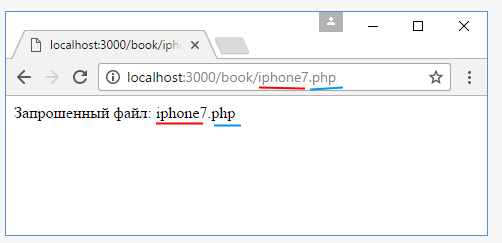 localhost:3000/book/iph
localhost:3000/book/iphone7.php
Запрошенный файл: iphone7.php